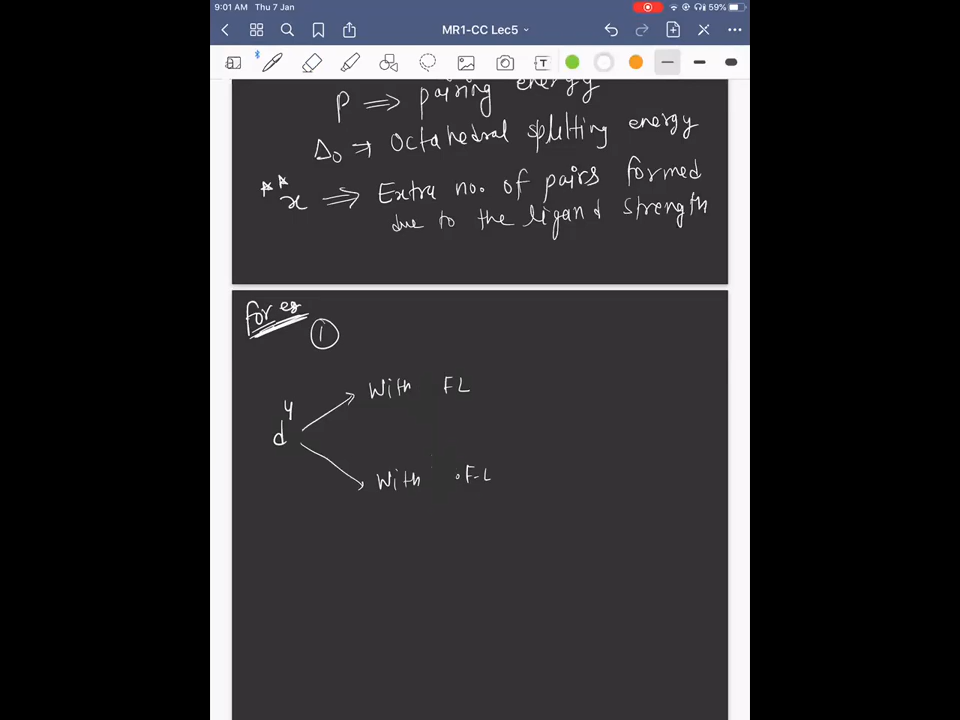 9:01 AM Thu 7 Jan
59%
MR1-CC Lec5
T
P ⇒ pairing energy
Δo → Octahedral splitting energy
x ⇒ Extra no. of pairs formed
due to the ligand strength
for eg
1
d4
With FL
With .F-L